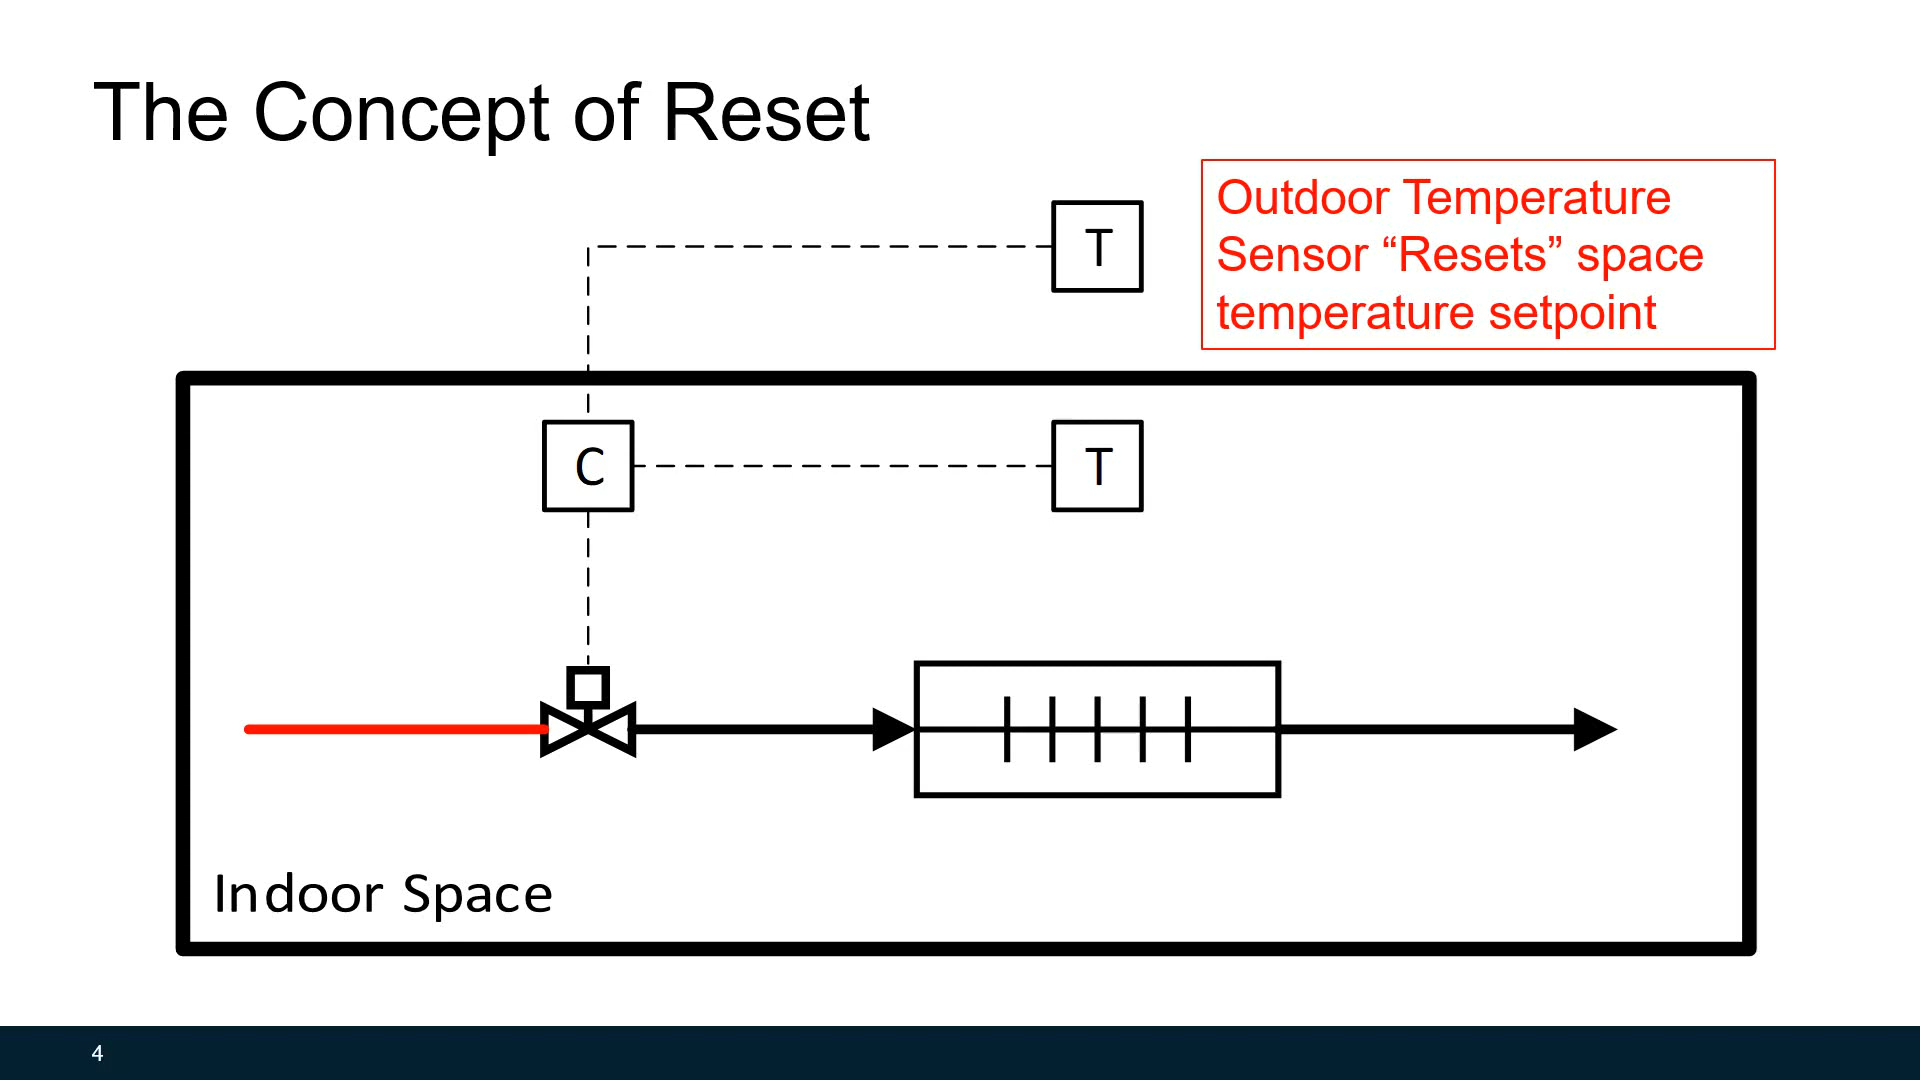 The Concept of Reset
Outdoor Temperature
Sensor “Resets” space
temperature setpoint
T
C
T
Indoor Space
4